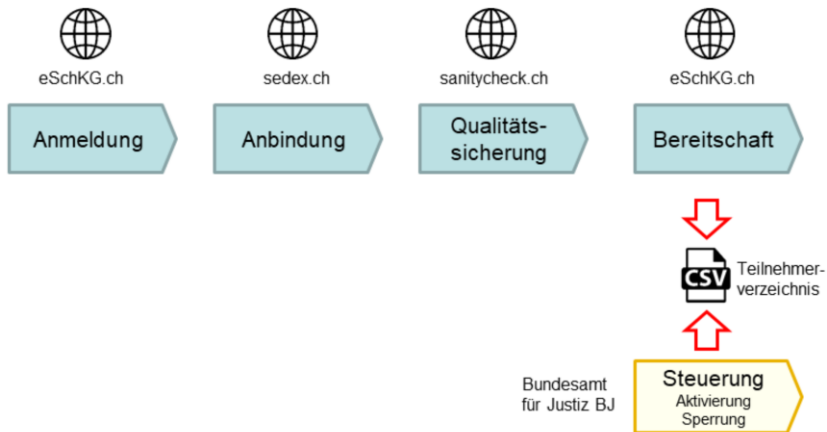 eSchKG.ch
sedex.ch
sanitycheck.ch
eSchKG.ch
Anmeldung
Anbindung
Qualitäts-
sicherung
Bereitschaft
CSV
Teilnehmer-
verzeichnis
Bundesamt
für Justiz BJ
Steuerung
Aktivierung
Sperrung